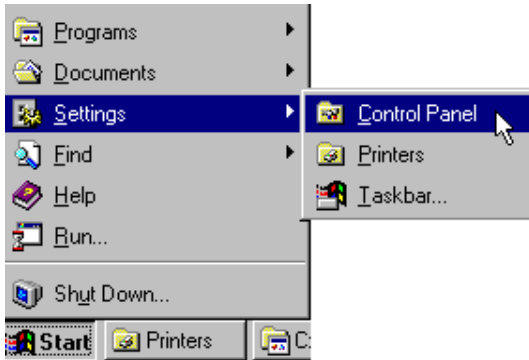 Programs
Documents
Settings
Control Panel
Find
Printers
Help
Taskbar...
Run...
Shut Down...
Start
Printers
C: